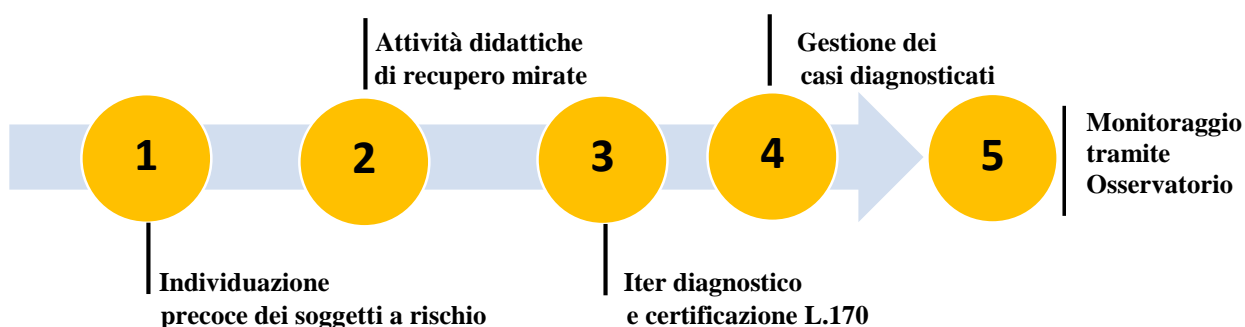 1
Individuazione
precoce dei soggetti a rischio
2
Attività didattiche
di recupero mirate
3
Iter diagnostico
e certificazione L.170
4
Gestione dei
casi diagnosticati
5
Monitoraggio
tramite
Osservatorio